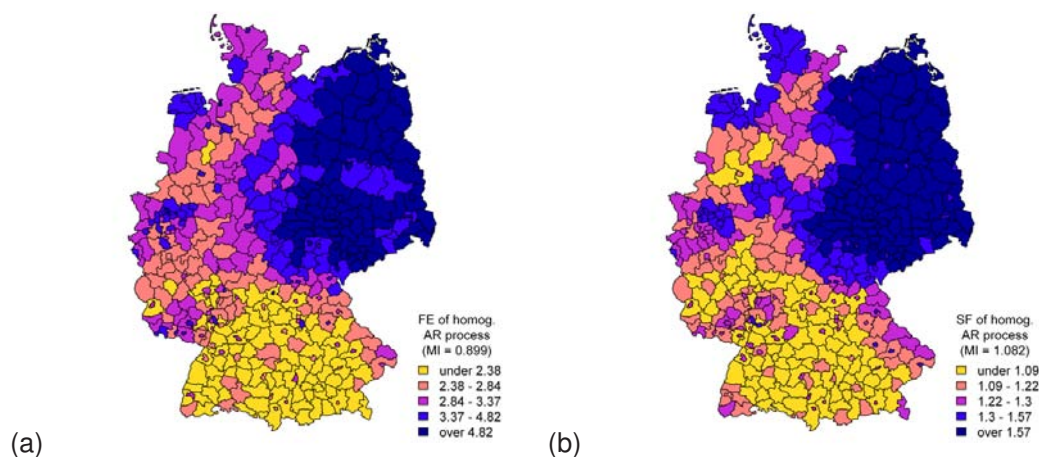 FE of homog.
AR process
(MI = 0.899)
under 2.38
2.38 - 2.84
2.84 - 3.37
3.37 - 4.82
over 4.82
(a)
SF of homog.
AR process
(MI = 1.082)
under 1.09
1.09 - 1.22
1.22 - 1.3
1.3 - 1.57
over 1.57
(b)